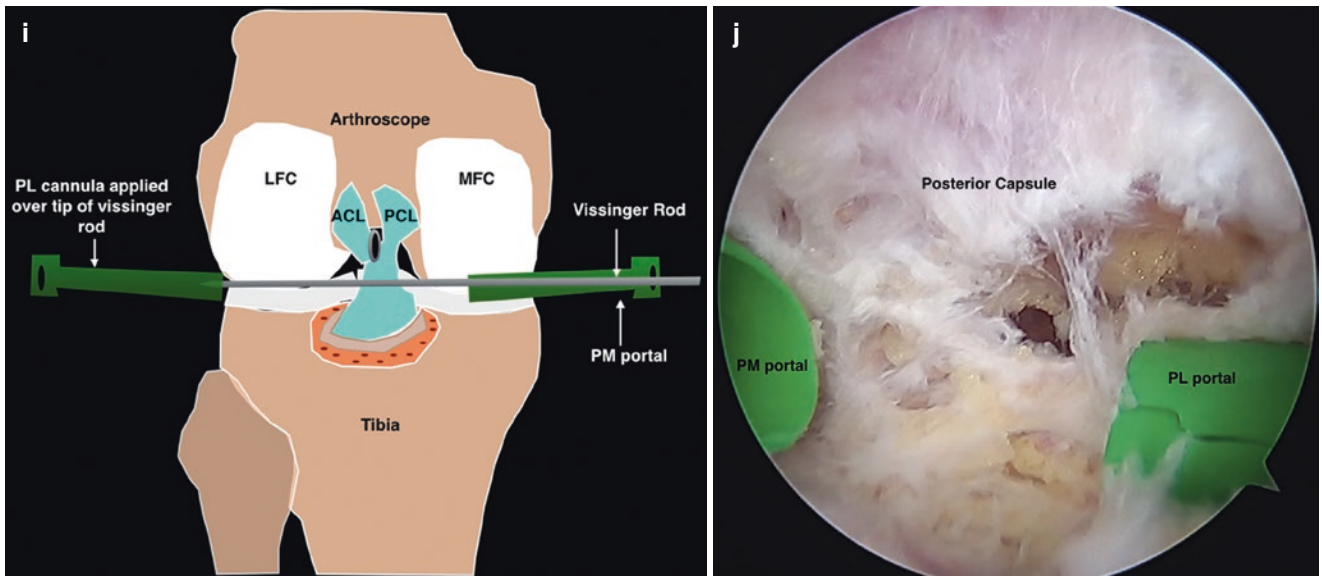 i
Arthroscope
LFC
MFC
PL cannula applied
over tip of vissinger
rod
ACL
PCL
Vissinger Rod
PM portal
Tibia
j
Posterior Capsule
PM portal
PL portal